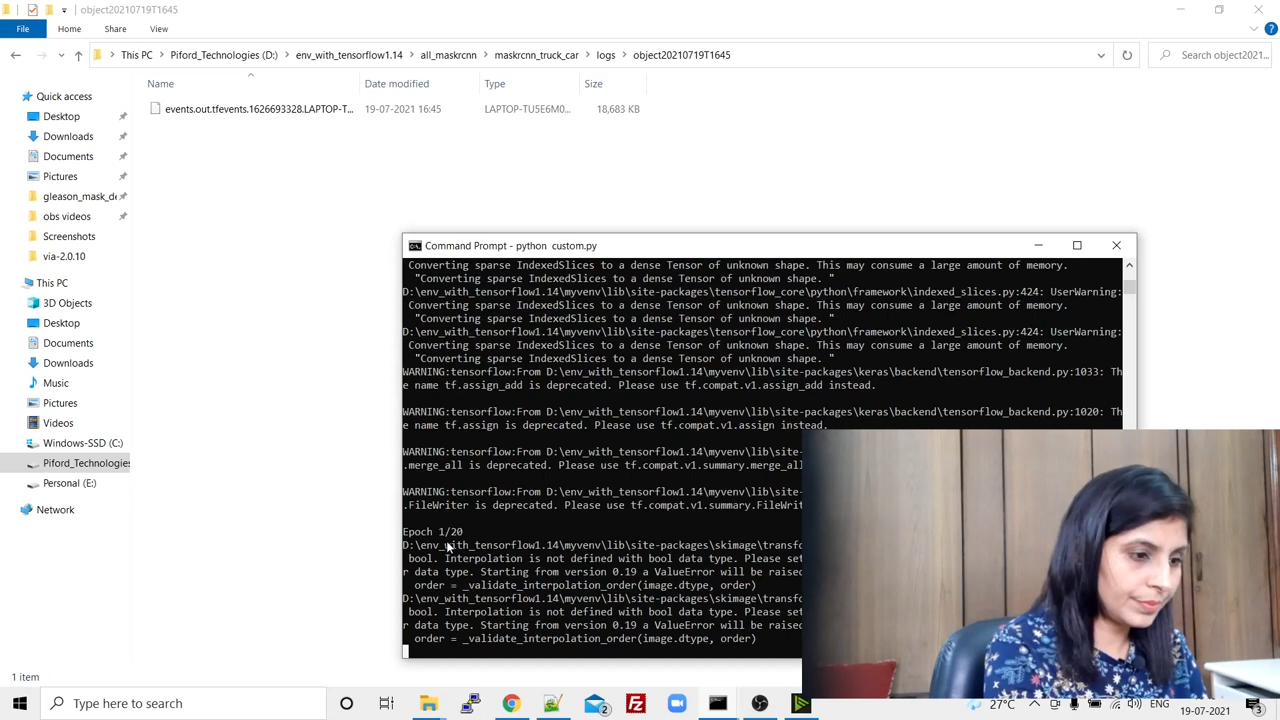 object20210719T1645
File
Home
Share
View
This PC
Piford_Technologies (D:)
env_with_tensorflow1.14
all_maskrcnn
maskrcnn_truck_car
logs
object20210719T1645
Search object2021...
Name
Date modified
Type
Size
events.out.tfevents.1626693328.LAPTOP-T...
19-07-2021 16:45
LAPTOP-TU5E6M0...
18,683 KB
Quick access
Desktop
Downloads
Documents
Pictures
gleason_mask_de
obs videos
Screenshots
via-2.0.10
This PC
3D Objects
Desktop
Downloads
Documents
Music
Pictures
Videos
Windows-SSD (C:)
Piford_Technologies
Personal (E:)
Network
1 item
Command Prompt - python  custom.py
Converting sparse IndexedSlices to a dense Tensor of unknown shape. This may consume a large amount of memory.
"Converting sparse IndexedSlices to a dense Tensor of unknown shape. "
D:\env_with_tensorflow1.14\myvenv\lib\site-packages\tensorflow_core\python\framework\indexed_slices.py:424: UserWarning:
Converting sparse IndexedSlices to a dense Tensor of unknown shape. This may consume a large amount of memory.
"Converting sparse IndexedSlices to a dense Tensor of unknown shape. "
D:\env_with_tensorflow1.14\myvenv\lib\site-packages\tensorflow_core\python\framework\indexed_slices.py:424: UserWarning:
Converting sparse IndexedSlices to a dense Tensor of unknown shape. This may consume a large amount of memory.
"Converting sparse IndexedSlices to a dense Tensor of unknown shape. "
WARNING:tensorflow:From D:\env_with_tensorflow1.14\myvenv\lib\site-packages\keras\backend\tensorflow_backend.py:1033: Th
e name tf.assign_add is deprecated. Please use tf.compat.v1.assign_add instead.
WARNING:tensorflow:From D:\env_with_tensorflow1.14\myvenv\lib\site-packages\keras\backend\tensorflow_backend.py:1020: Th
e name tf.assign is deprecated. Please use tf.compat.v1.assign instead.
WARNING:tensorflow:From D:\env_with_tensorflow1.14\myvenv\lib\site-
.merge_all is deprecated. Please use tf.compat.v1.summary.merge_all
WARNING:tensorflow:From D:\env_with_tensorflow1.14\myvenv\lib\site-
.FileWriter is deprecated. Please use tf.compat.v1.summary.FileWrit
Epoch 1/20
D:\env_with_tensorflow1.14\myvenv\lib\site-packages\skimage\transfo
bool. Interpolation is not defined with bool data type. Please set
r data type. Starting from version 0.19 a ValueError will be raised
order = _validate_interpolation_order(image.dtype, order)
D:\env_with_tensorflow1.14\myvenv\lib\site-packages\skimage\transfo
bool. Interpolation is not defined with bool data type. Please set
r data type. Starting from version 0.19 a ValueError will be raised
order = _validate_interpolation_order(image.dtype, order)
Type here to search
2
27°C
ENG
19-07-2021
3